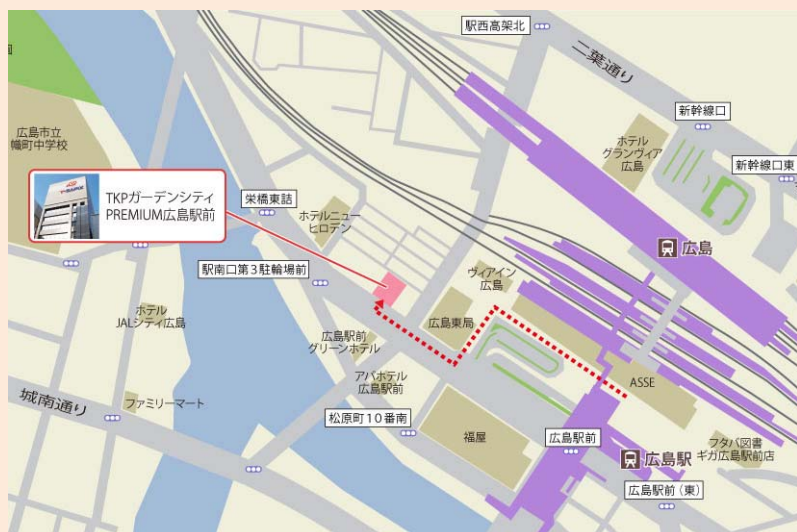 駅西高架北
二葉通り
新幹線口
ホテル
グランヴィア
広島
新幹線口東
広島市立
幟町中学校
TKPガーデンシティ
PREMIUM広島駅前
栄橋東詰
ホテルニュー
ヒロデン
広島
駅南口第3駐輪場前
ヴィアイン
広島
ホテル
JALシティ広島
広島駅前
グリーンホテル
広島東局
ASSE
アパホテル
広島駅前
城南通り
ファミリーマート
松原町10番南
福屋
広島駅前
広島駅
フタバ図書
ギガ広島駅前店
広島駅前(東)